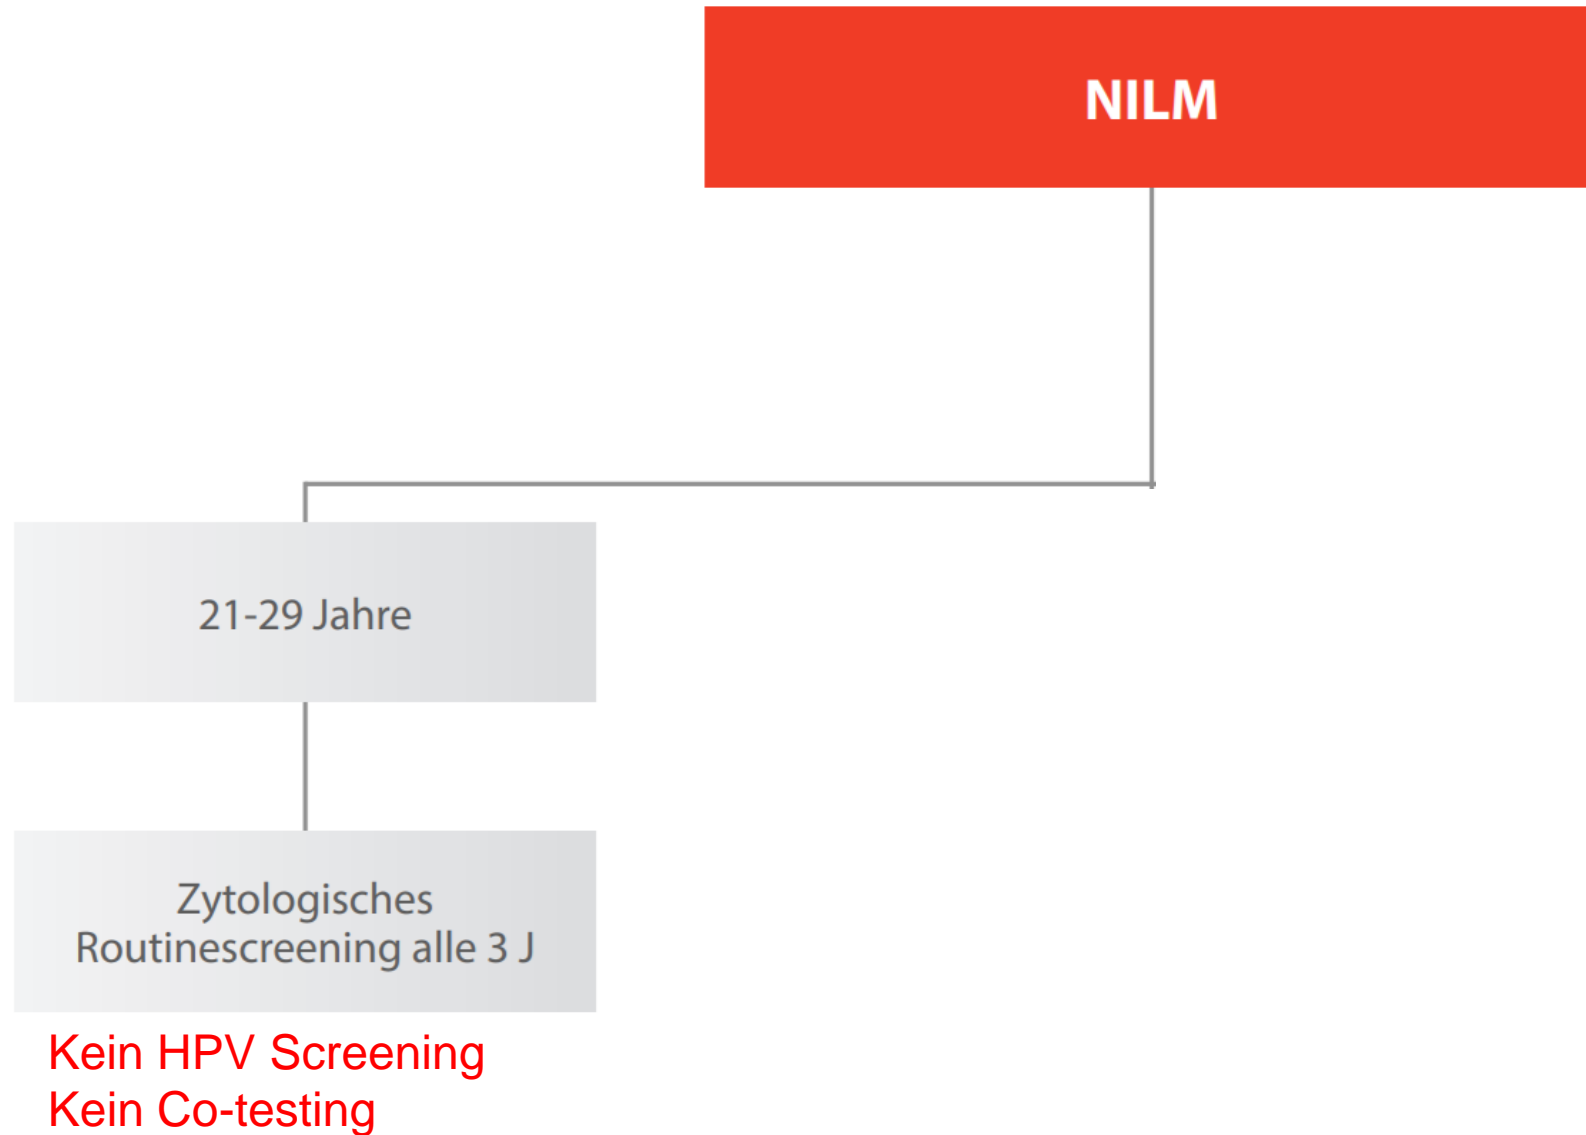 NILM
21-29 Jahre
Zytologisches
Routinescreening alle 3 J
Kein HPV Screening
Kein Co-testing